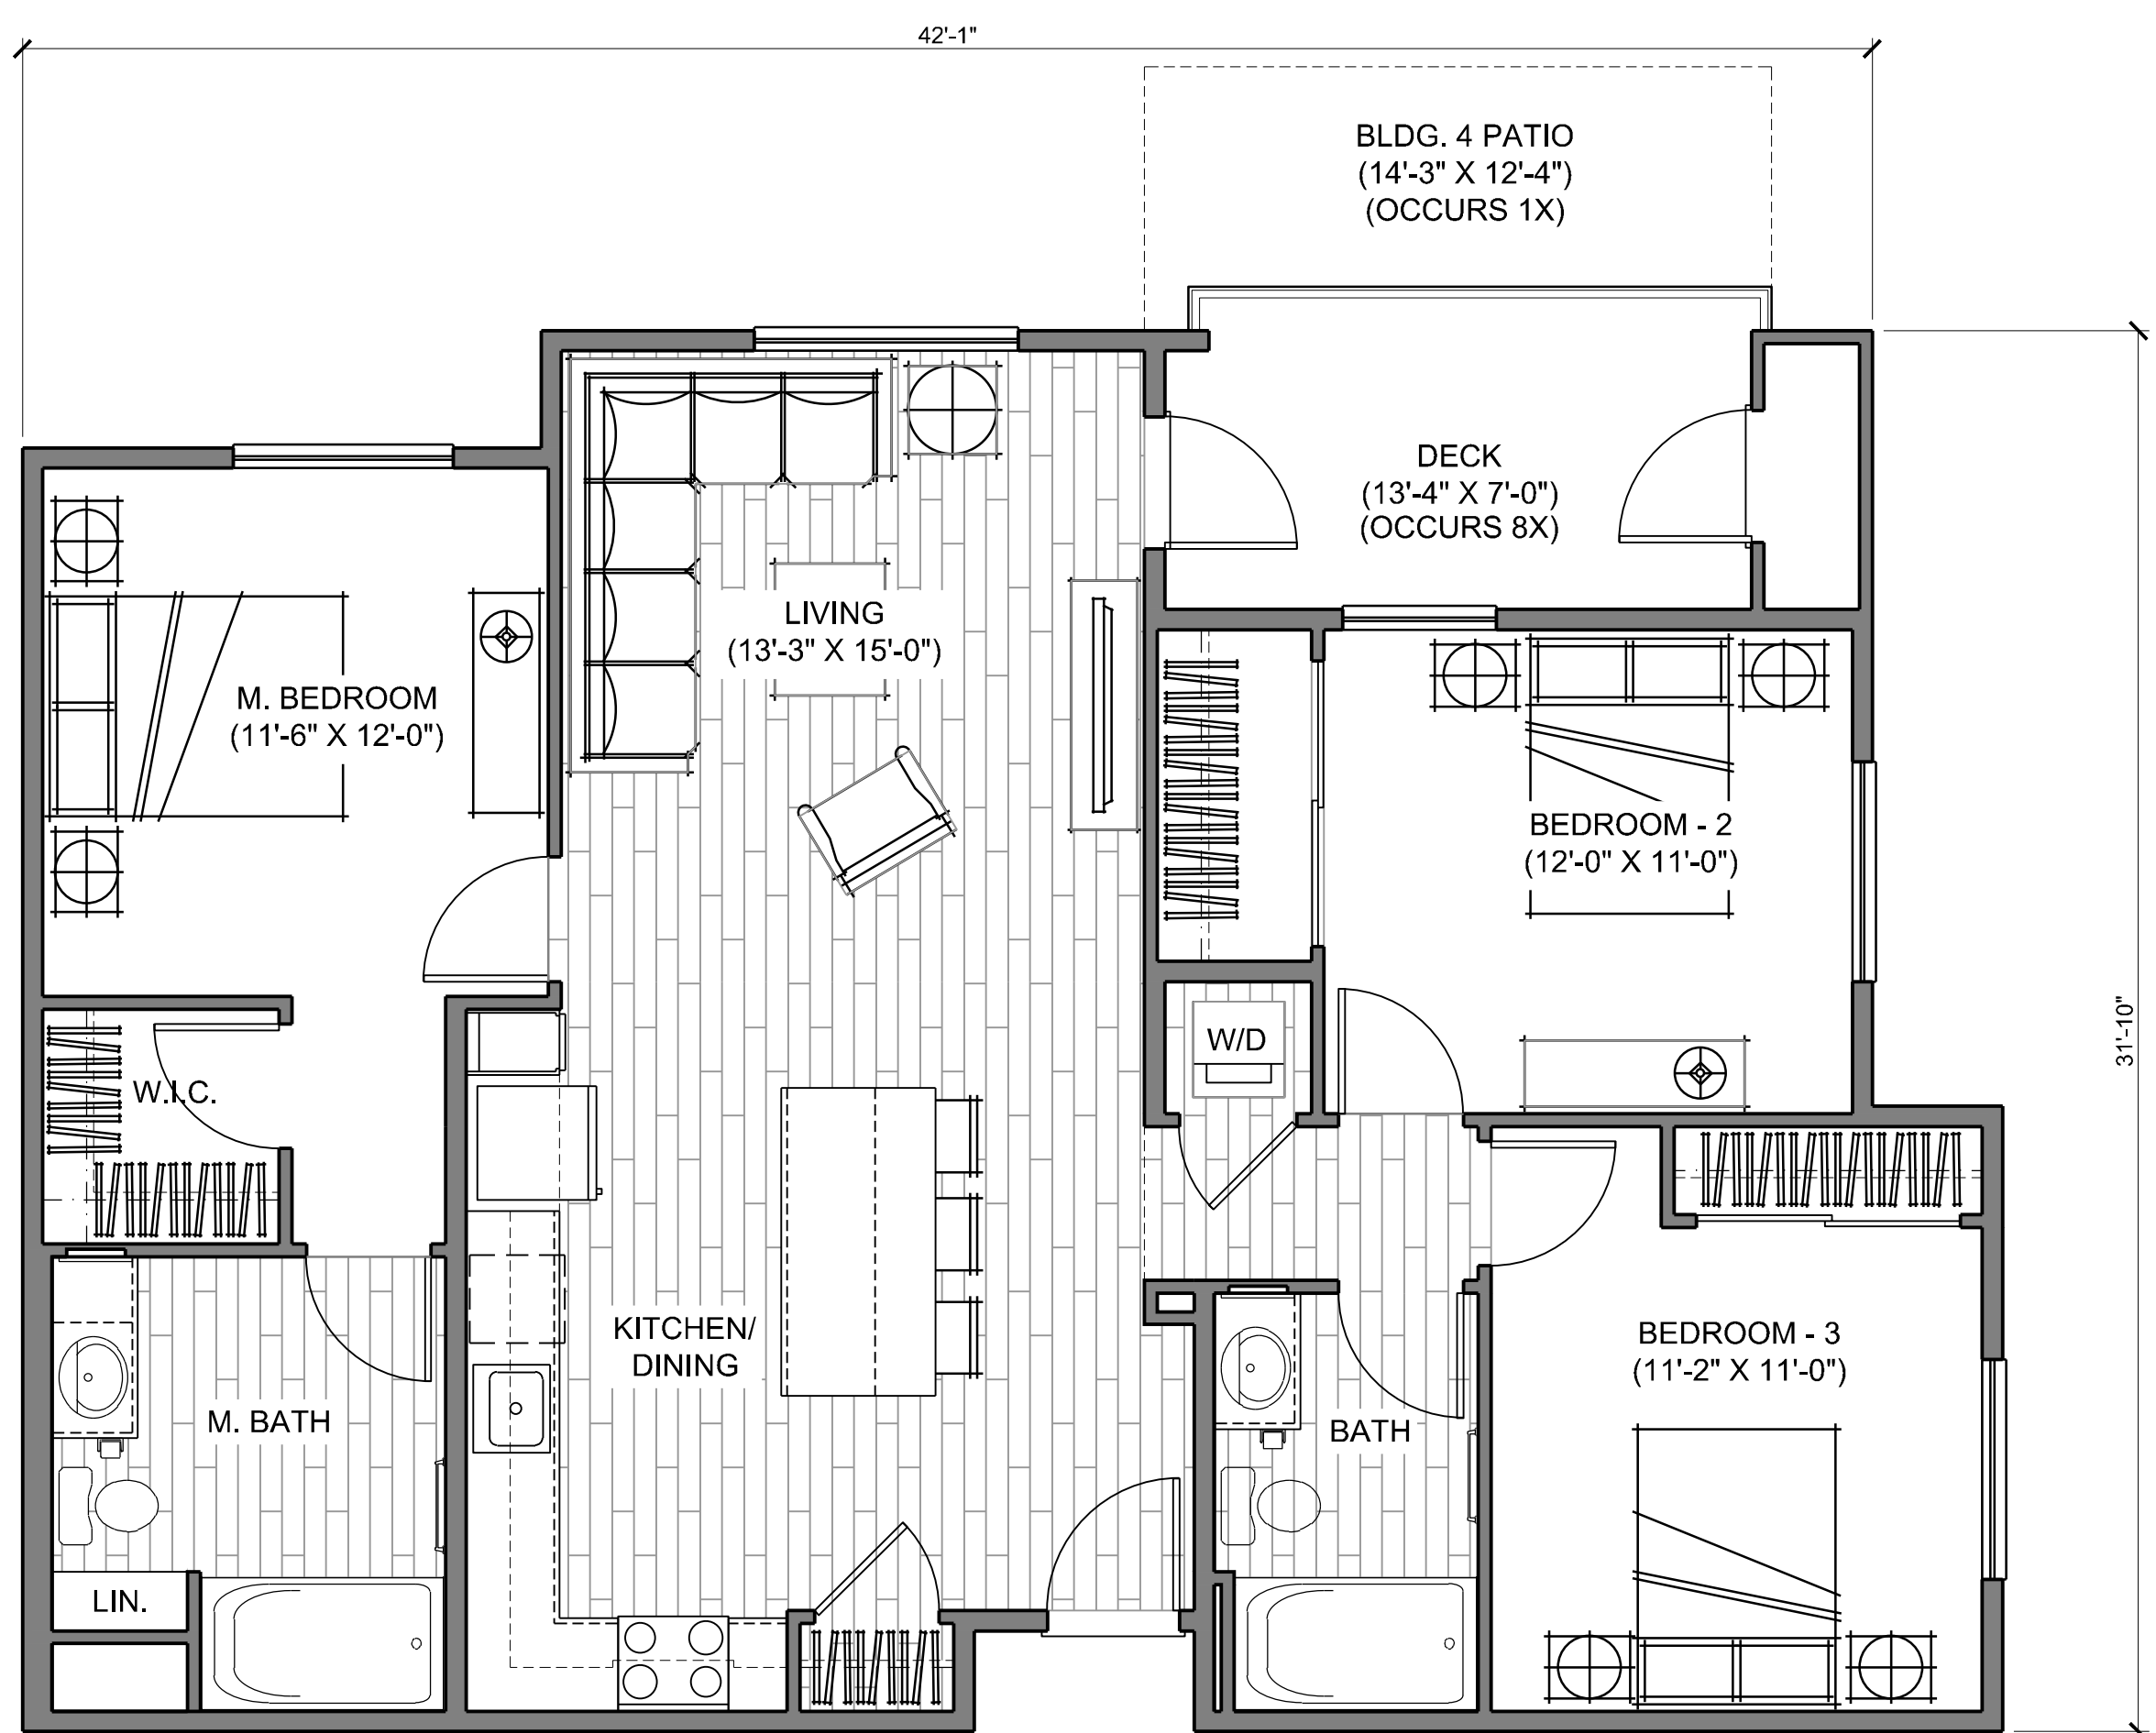 42'-1"
BLDG. 4 PATIO
(14'-3" X 12'-4")
(OCCURS 1X)
DECK
(13'-4" X 7'-0")
(OCCURS 8X)
LIVING
(13'-3" X 15'-0")
M. BEDROOM
(11'-6" X 12'-0")
BEDROOM - 2
(12'-0" X 11'-0")
31'-10"
W/D
W.I.C.
KITCHEN/
DINING
BEDROOM - 3
(11'-2" X 11'-0")
M. BATH
BATH
LIN.